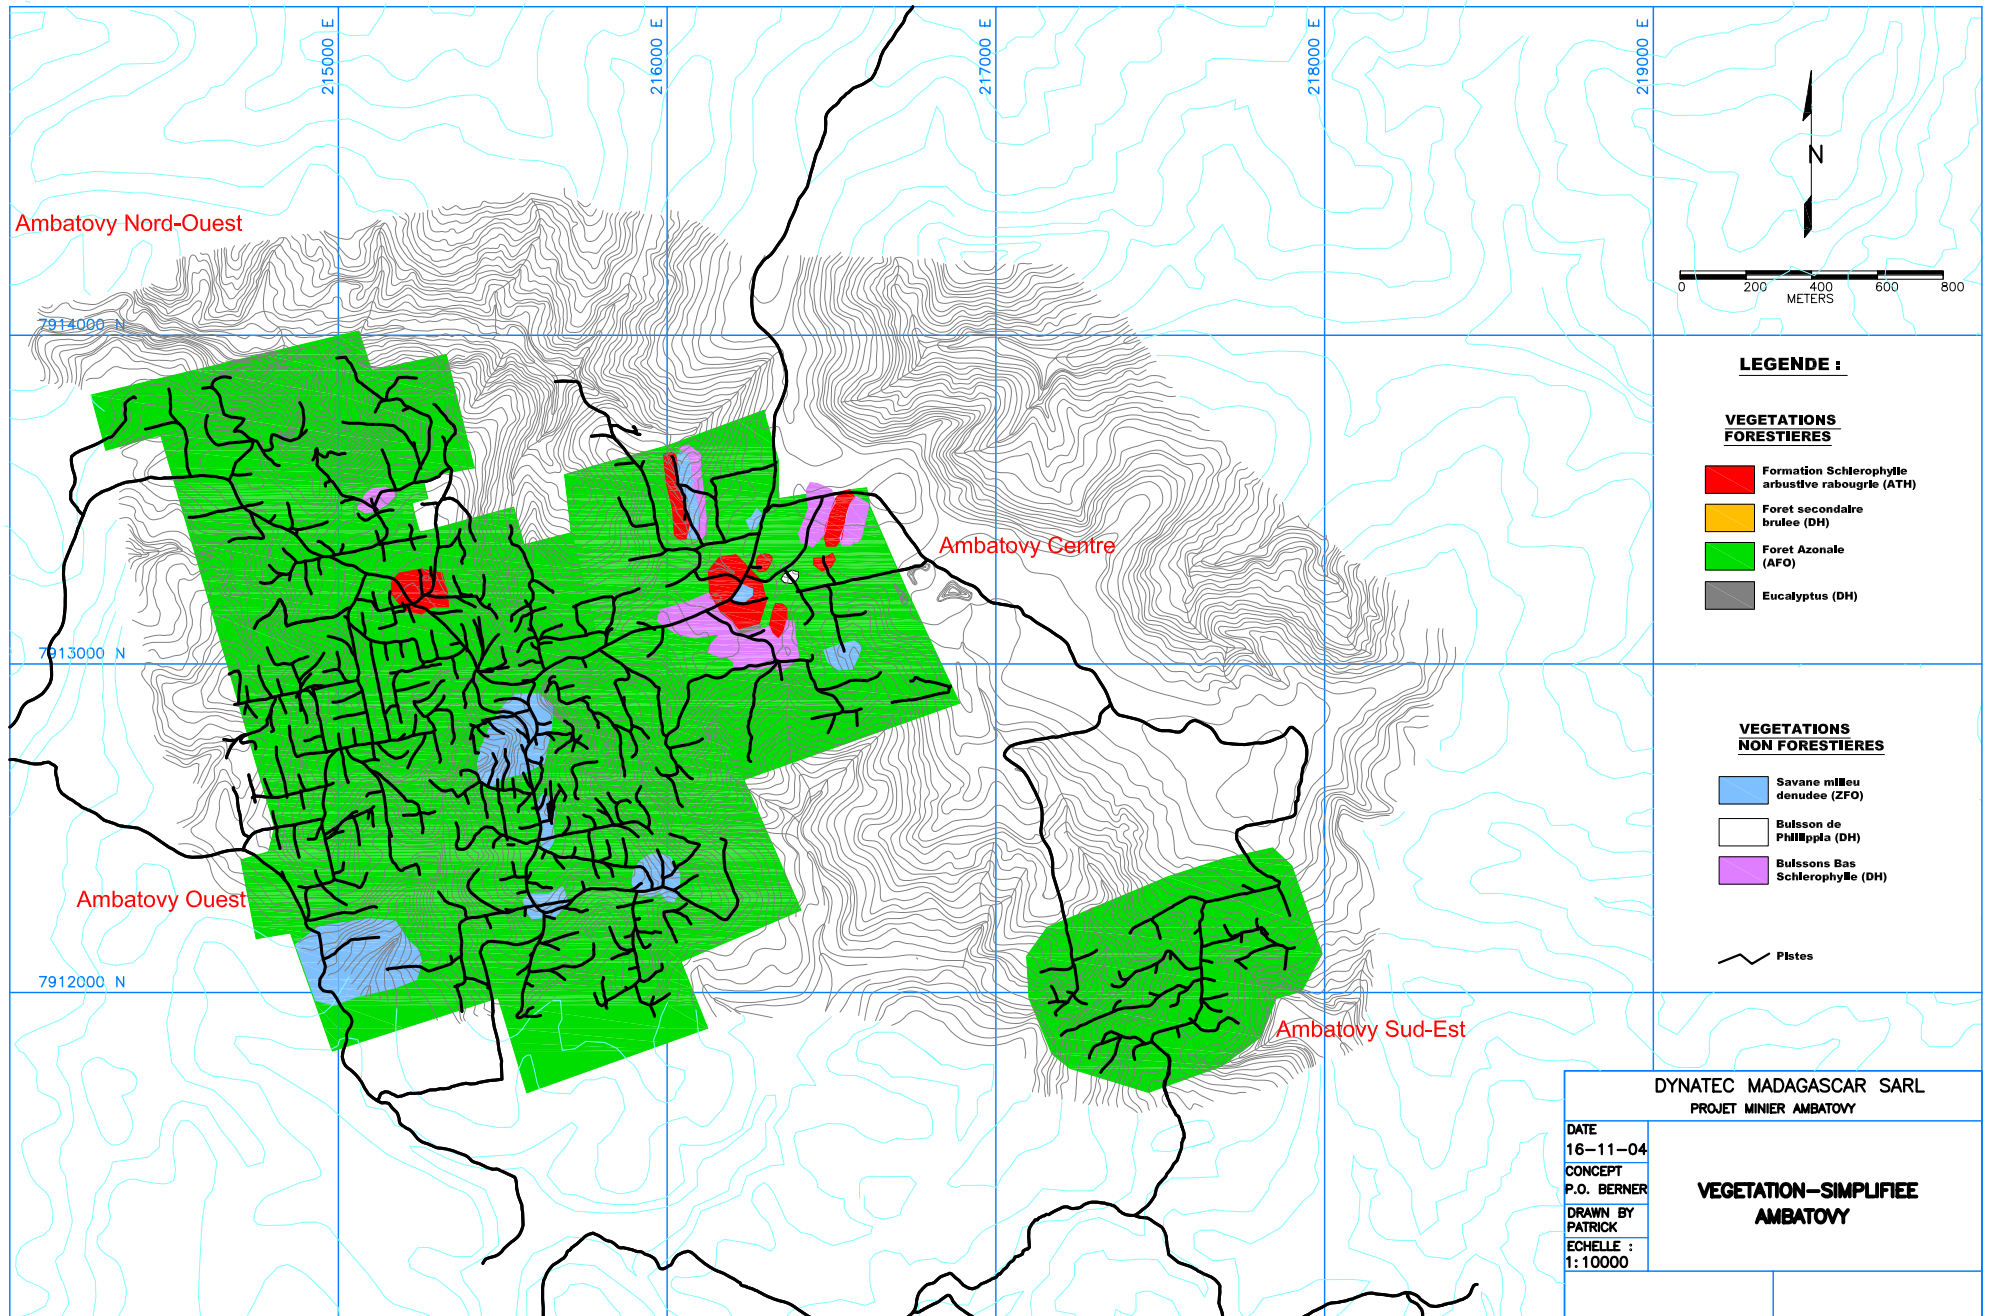 215000 E
216000 E
217000 E
218000 E
219000 E
N
0 200 400 600 800
METERS
Ambatovy Nord-Ouest
7914000 N
LEGENDE :
VEGETATIONS
FORESTIERES
Formation Schlerophylle
arbustive rabougrie (ATH)
Foret secondaire
brulee (DH)
Foret Azonale
(AFO)
Eucalyptus (DH)
Ambatovy Centre
7913000 N
VEGETATIONS
NON FORESTIERES
Savane milieu
denudee (ZFO)
Buisson de
Phillippia (DH)
Buissons Bas
Schlerophylle (DH)
Pistes
Ambatovy Ouest
7912000 N
Ambatovy Sud-Est
DYNATEC MADAGASCAR SARL
PROJET MINIER AMBATOVY
DATE
16-11-04
CONCEPT
P.O. BERNER
DRAWN BY
PATRICK
ECHELLE :
1:10000
VEGETATION-SIMPLIFIEE
AMBATOVY